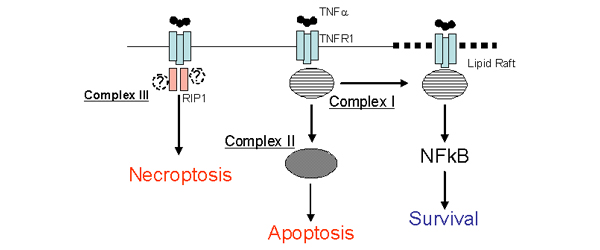 TNFα
TNFR1
Lipid Raft
? ?
Complex III
RIP1
Complex I
Complex II
NFkB
Necroptosis
Survival
Apoptosis